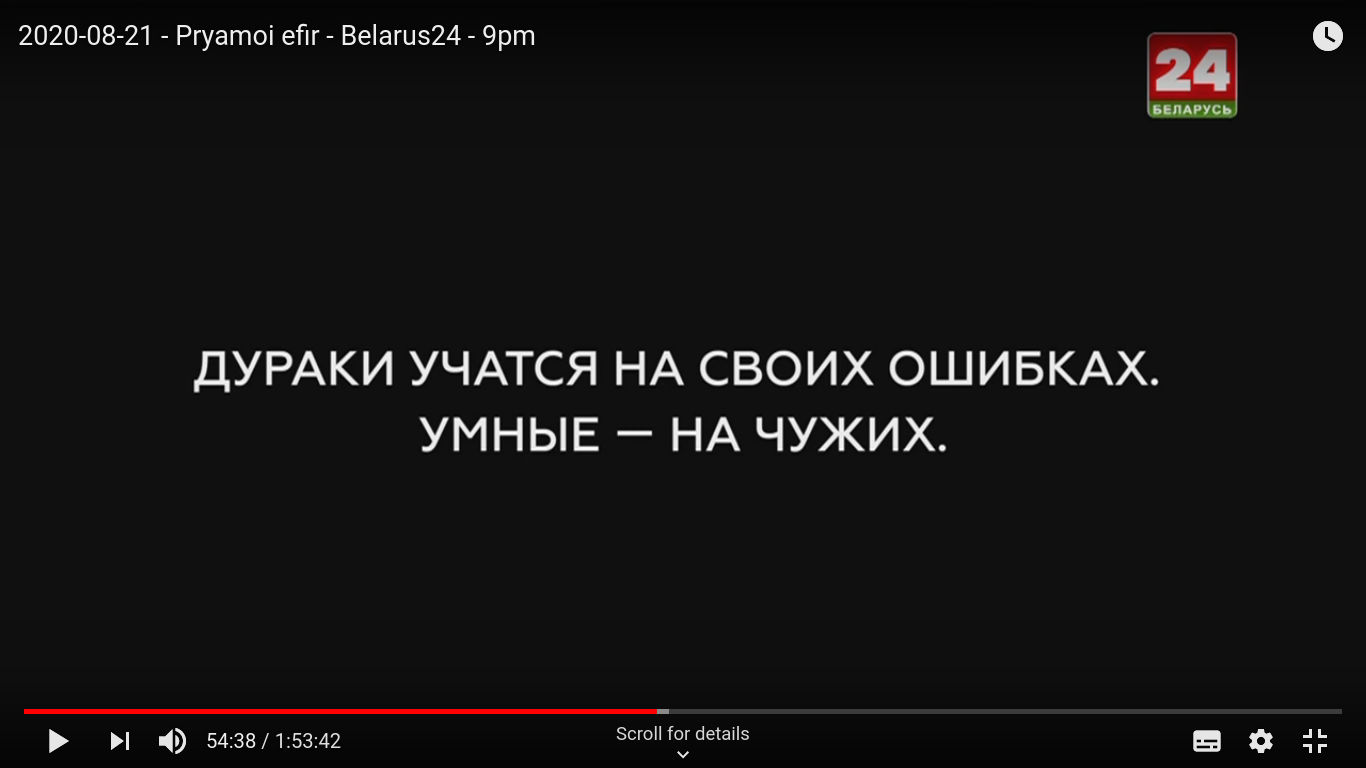 2020-08-21 - Pryamoi efir - Belarus24 - 9pm
24
БЕЛАРУСЬ
ДУРАКИ УЧАТСЯ НА СВОИХ ОШИБКАХ.
УМНЫЕ — НА ЧУЖИХ.
54:38 / 1:53:42
Scroll for details